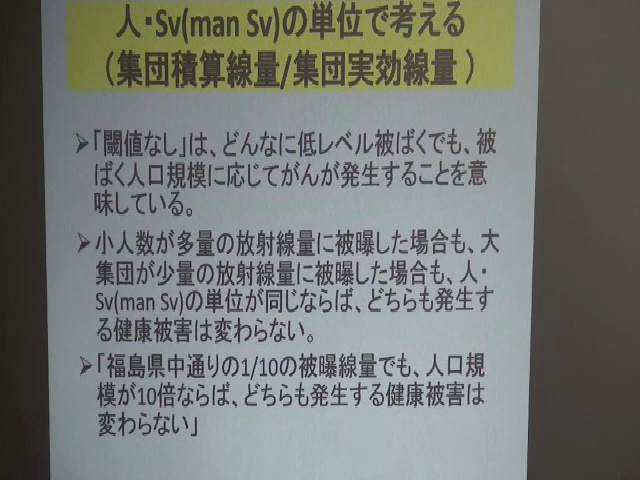 人・Sv(man Sv)の単位で考える
(集団積算線量/集団実効線量 )
➢「閾値なし」は、どんなに低レベル被ばくでも、被
ばく人口規模に応じてがんが発生することを意
味している。
➢小人数が多量の放射線量に被曝した場合も、大
集団が少量の放射線量に被曝した場合も、人・
Sv(man Sv)の単位が同じならば、どちらも発生す
る健康被害は変わらない。
➢「福島県中通りの1/10の被曝線量でも、人口規
模が10倍ならば、どちらも発生する健康被害は
変わらない」